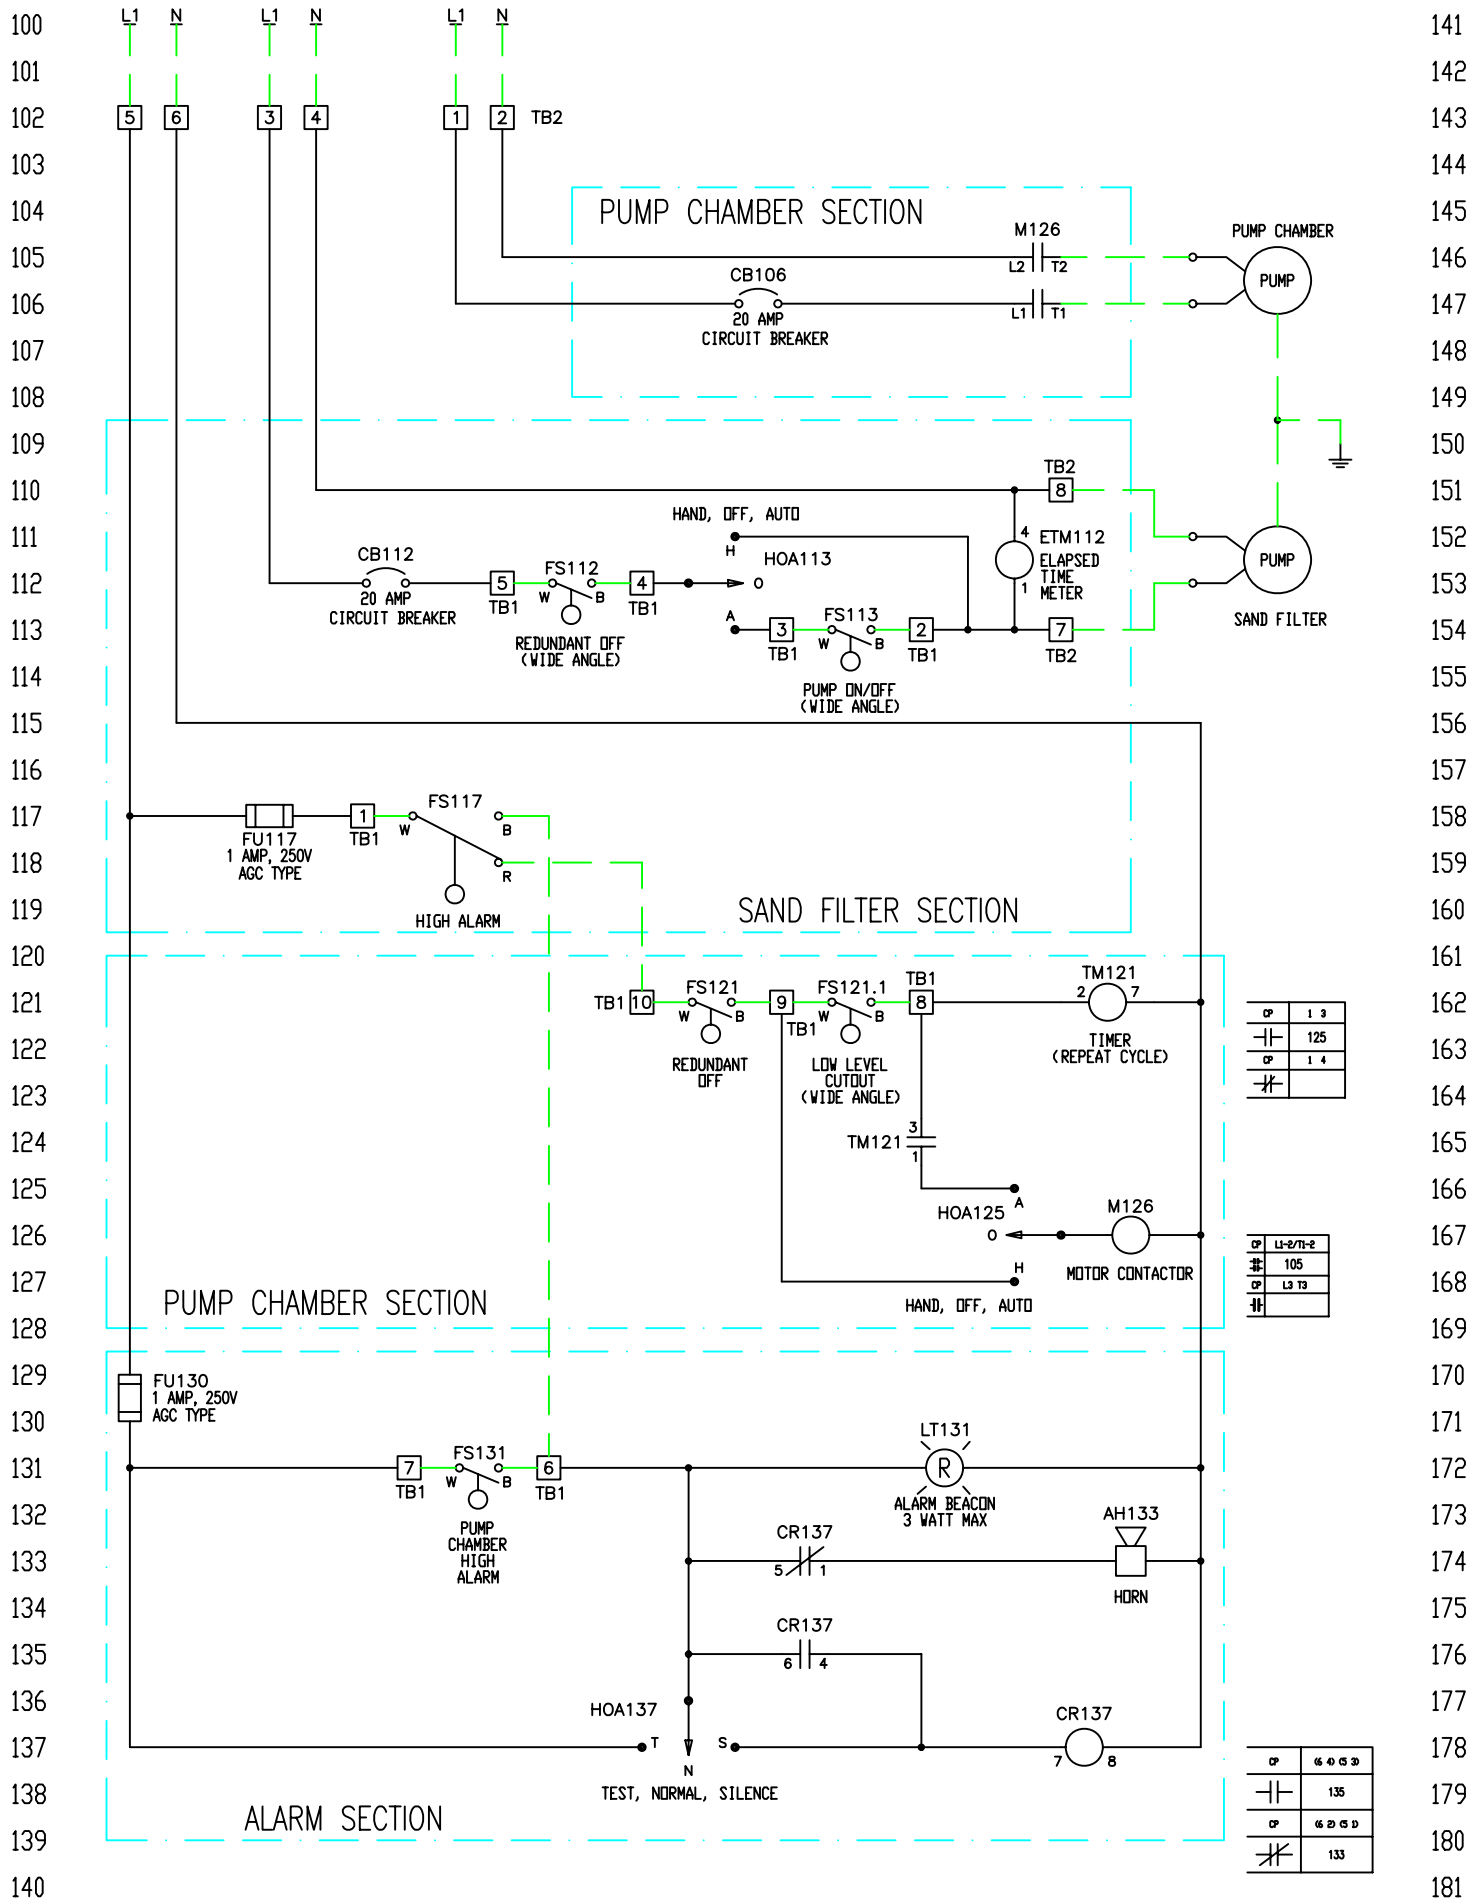 100 L1 N L1 N L1 N 141
101 142
102 5 6 3 4 1 2 TB2 143
103 144
104 PUMP CHAMBER SECTION 145
M126 PUMP CHAMBER
105 L2 T2 146
CB106 PUMP
106 L1 T1 147
20 AMP
CIRCUIT BREAKER
107 148
108 149
109 150
TB2
110 8 151
HAND, OFF, AUTO
111 H 4 ETM112 152
CB112 FS112 HOA113 ELAPSED PUMP
112 5 W B 4 O TIME 153
20 AMP TB1 TB1 1 METER
CIRCUIT BREAKER
A FS113 SAND FILTER
113 3 W B 2 7 154
REDUNDANT OFF TB1 TB1 TB2
(WIDE ANGLE)
114 155
PUMP ON/OFF
(WIDE ANGLE)
115 156
116 157
FS117
117 1 W B 158
FU117 TB1
1 AMP, 250V
118 R 159
AGC TYPE
119 HIGH ALARM SAND FILTER SECTION 160
120 161
FS121 FS121.1 TB1 TM121
121 TB1 10 W B 9 W B 8 2 7 162
TB1 CP 1 3
122 TIMER 125 163
(REPEAT CYCLE) CP 1 4
REDUNDANT LOW LEVEL
OFF CUTOUT
123 (WIDE ANGLE) 164
124 TM121 3 165
1
125 A 166
HOA125 M126
126 O 167
CP L1-2/T1-2
H MOTOR CONTACTOR 105
127 CP L3 T3 168
PUMP CHAMBER SECTION HAND, OFF, AUTO
128 169
129 FU130 170
1 AMP, 250V
130 AGC TYPE 171
LT131
FS131
131 7 W B 6 R 172
TB1 TB1
ALARM BEACON
132 PUMP 3 WATT MAX AH133 173
CHAMBER CR137
133 HIGH 5 1 174
ALARM
134 HORN 175
CR137
135 6 4 176
136 HOA137 177
CR137
137 T S 7 8 178
N CP (6 4) (5 3)
138 TEST, NORMAL, SILENCE 135 179
ALARM SECTION CP (6 2) (5 1)
139 133 180
140 181